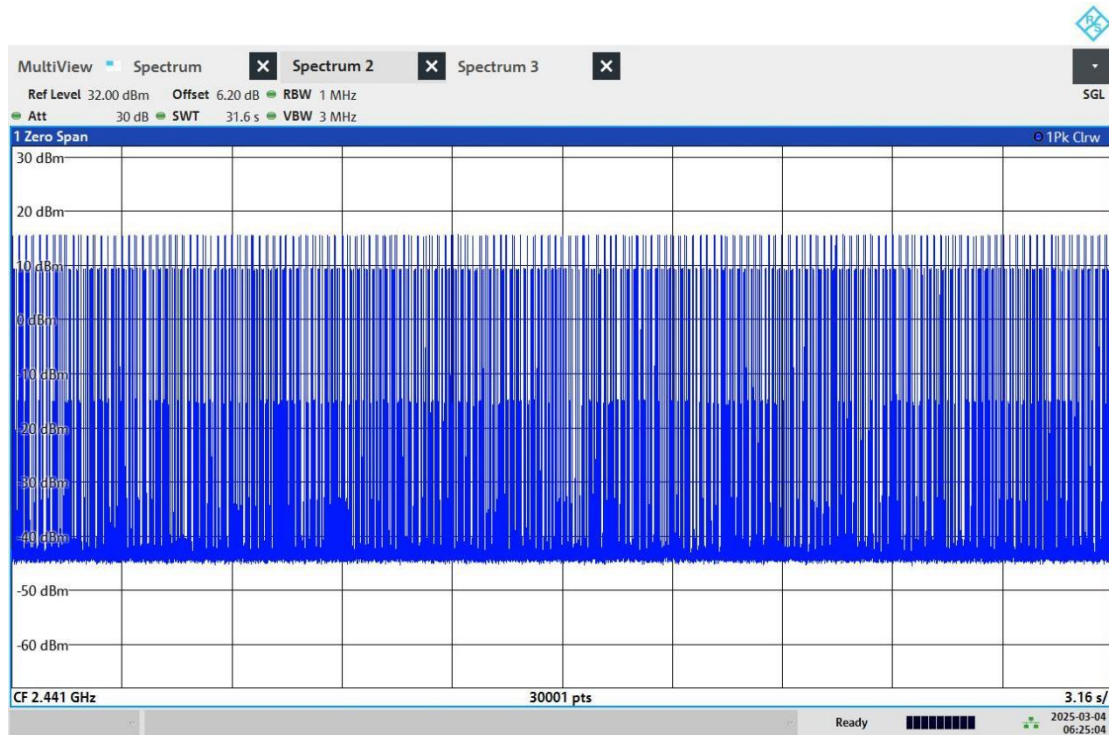 R S
MultiView Spectrum Spectrum 2 Spectrum 3
Ref Level 32.00 dBm Offset 6.20 dB RBW 1 MHz SGL
Att 30 dB SWT 31.6 s VBW 3 MHz
1 Zero Span 1Pk Clrw
30 dBm
20 dBm
10 dBm
0 dBm
-10 dBm
-20 dBm
-30 dBm
-40 dBm
-50 dBm
-60 dBm
CF 2.441 GHz 30001 pts 3.16 s/
Ready 2025-03-04
06:25:04